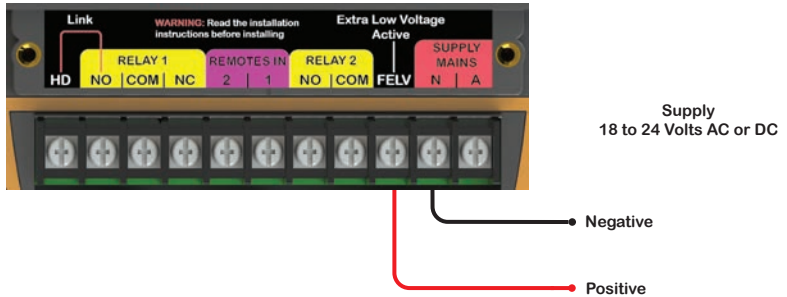 Link
WARNING: Read the installation
instructions before installing
Extra Low Voltage
Active
RELAY 1
REMOTES IN
RELAY 2
SUPPLY
MAINS
HD NO COM NC 2 1 NO COM FELV N A
Supply
18 to 24 Volts AC or DC
Negative
Positive